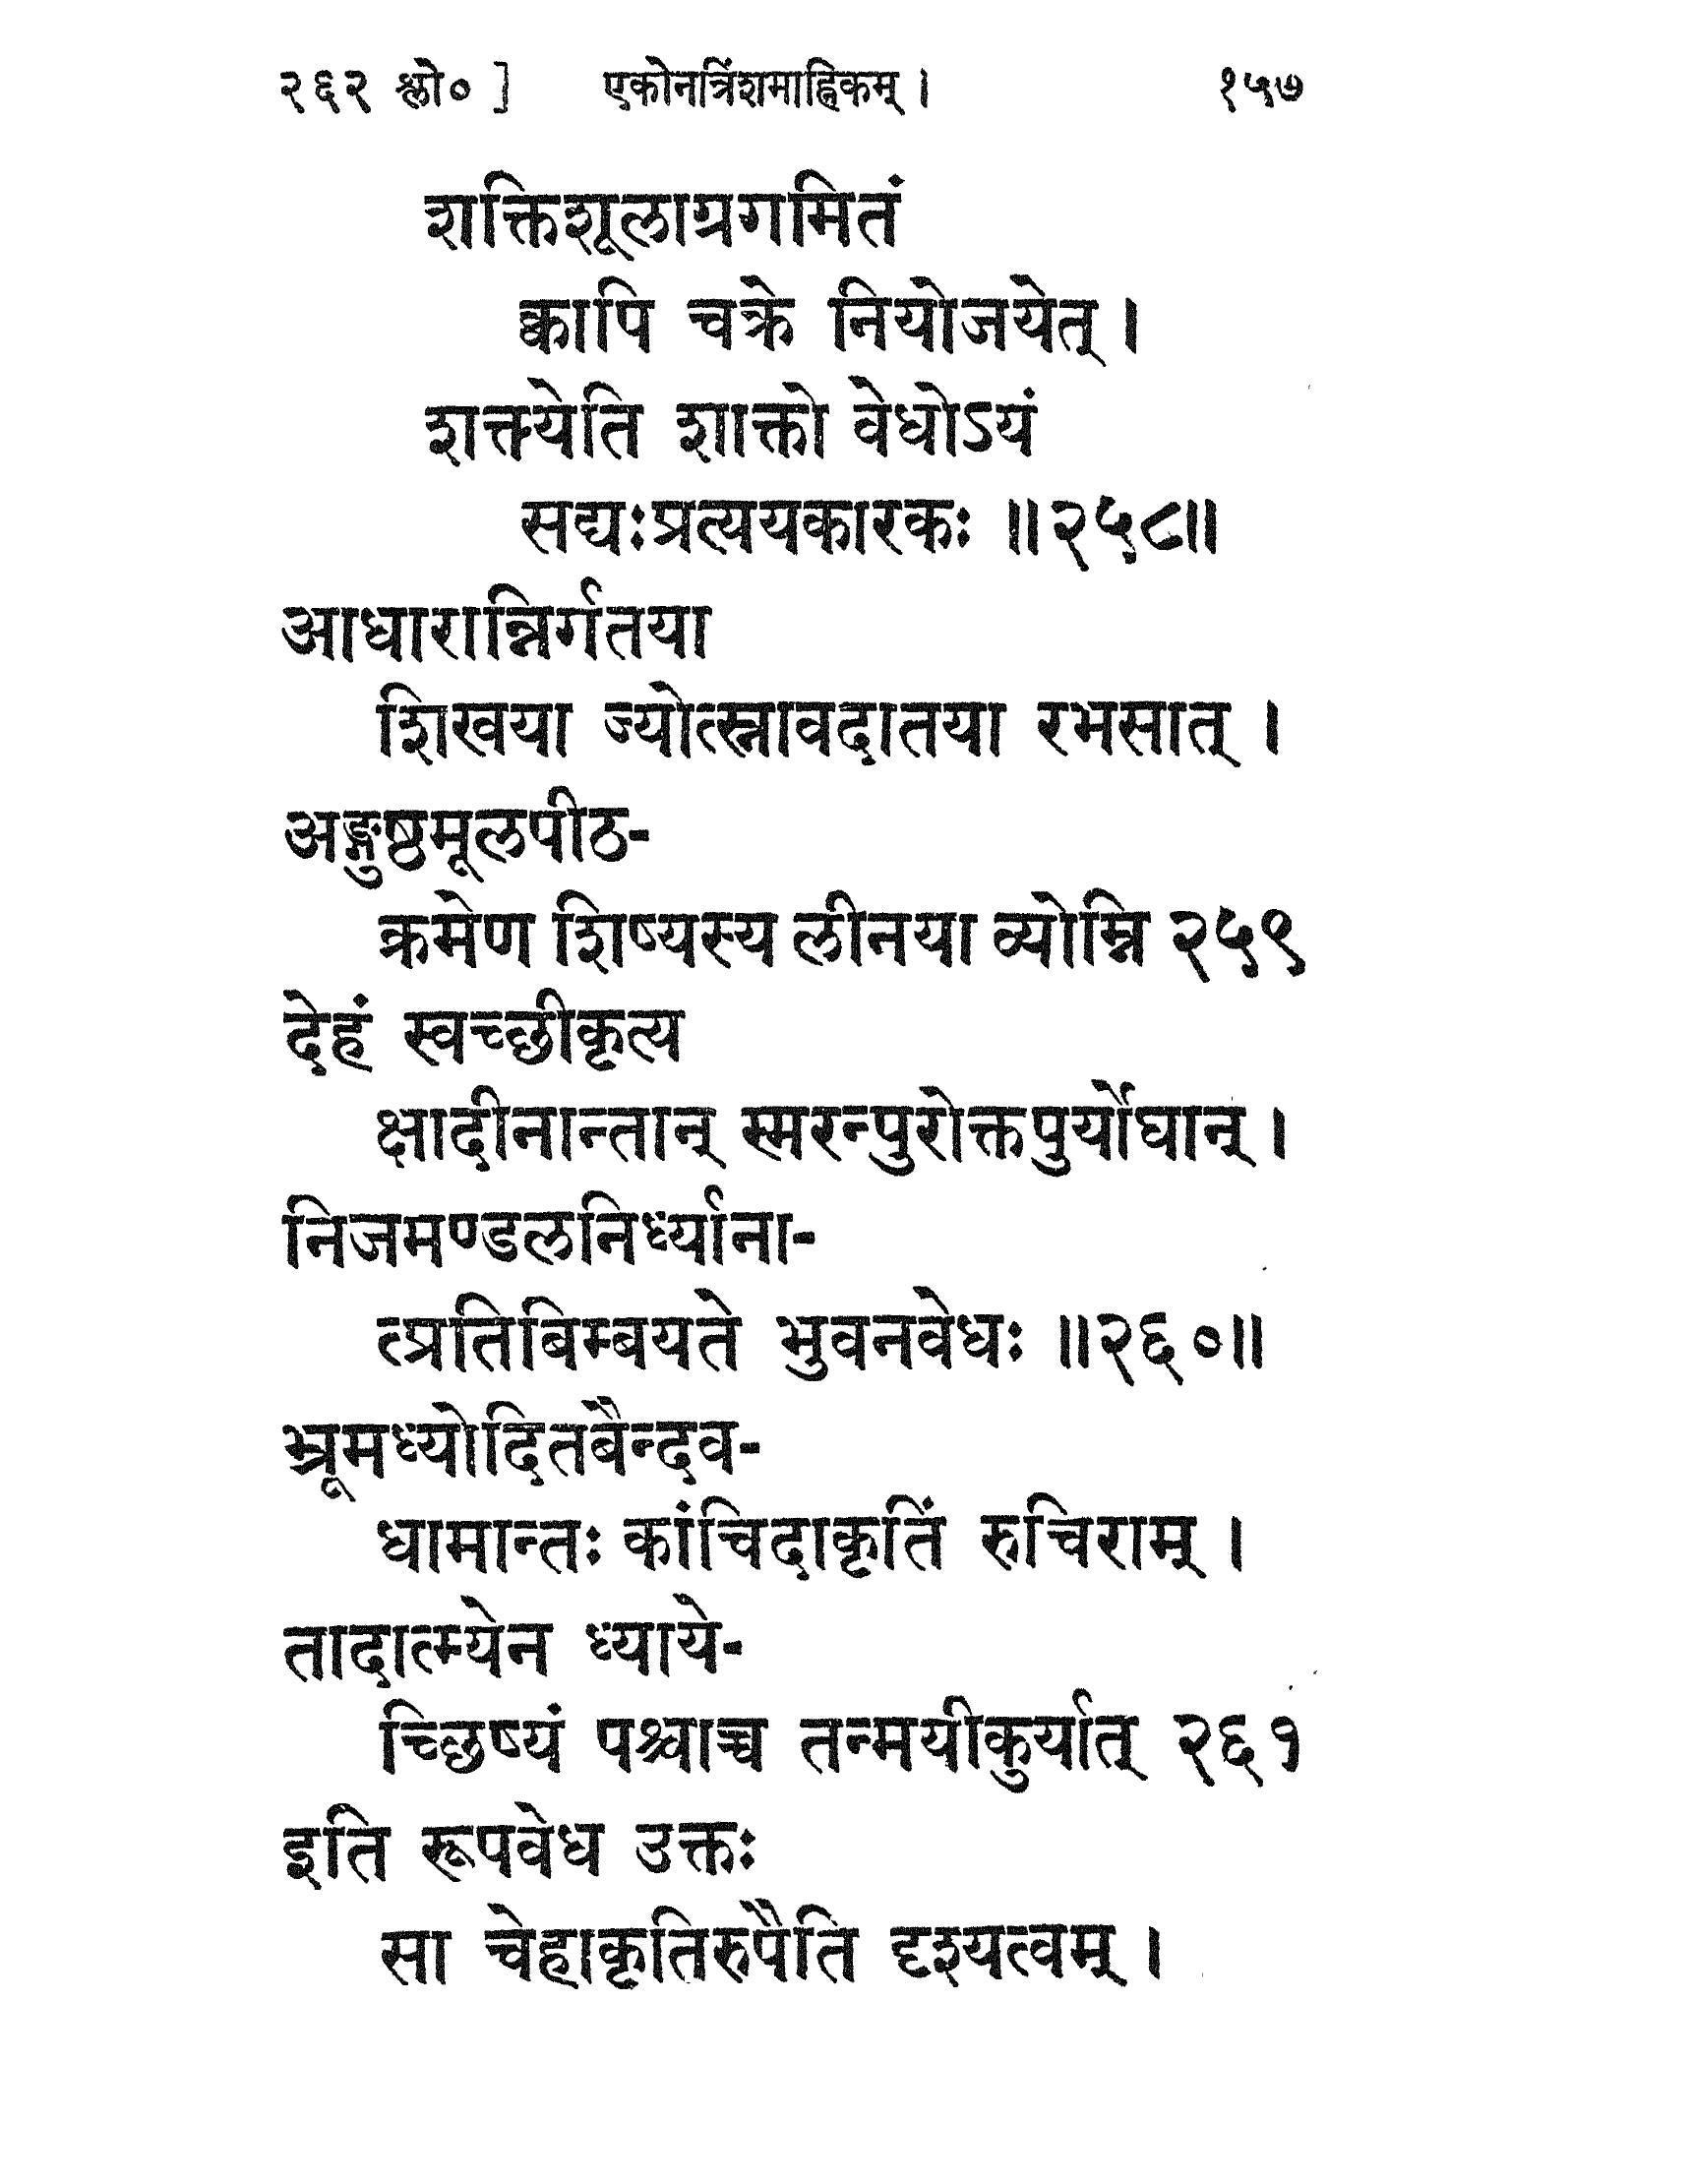 २६२ श्लो० ] एकोनत्रिंशमाह्निकम् । १५७
शक्तिशूलाग्रगमितं
क्वापि चक्रे नियोजयेत् ।
शक्त्येति शाक्तो वेधोऽयं
सद्यःप्रत्ययकारकः ॥२५८॥
आधारान्निर्गतया
शिखया ज्योत्स्नावदातया रभसात् ।
अङ्गुष्ठमूलपीठ-
क्रमेण शिष्यस्य लीनया व्योम्नि २५९
देहं स्वच्छीकृत्य
क्षादीनान्तान् स्मरन्पुरोक्तपुर्योघान् ।
निजमण्डलनिर्ध्याना-
त्प्रतिबिम्बयते भुवनवेधः ॥२६०॥
भ्रूमध्योदितबैन्दव-
धामान्तः कांचिदाकृतिं रुचिराम् ।
तादात्म्येन ध्याये-
च्छिष्यं पश्चाच्च तन्मयीकुर्यात् २६१
इति रूपवेध उक्तः
सा चेहाकृतिरुपैति दृश्यत्वम् ।